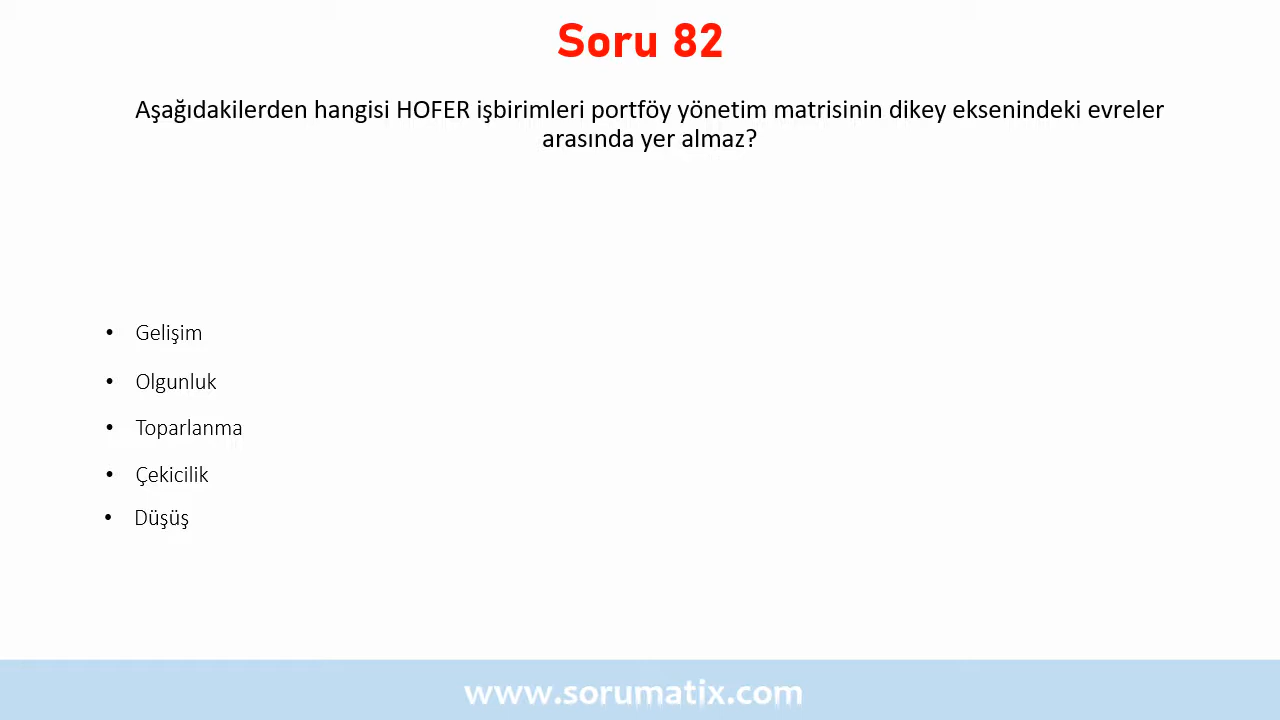 Soru 82
Aşağıdakilerden hangisi HOFER işbirimleri portföy yönetim matrisinin dikey eksenindeki evreler
arasında yer almaz?
• Gelişim
• Olgunluk
• Toparlanma
• Çekicilik
• Düşüş
www.sorumatix.com